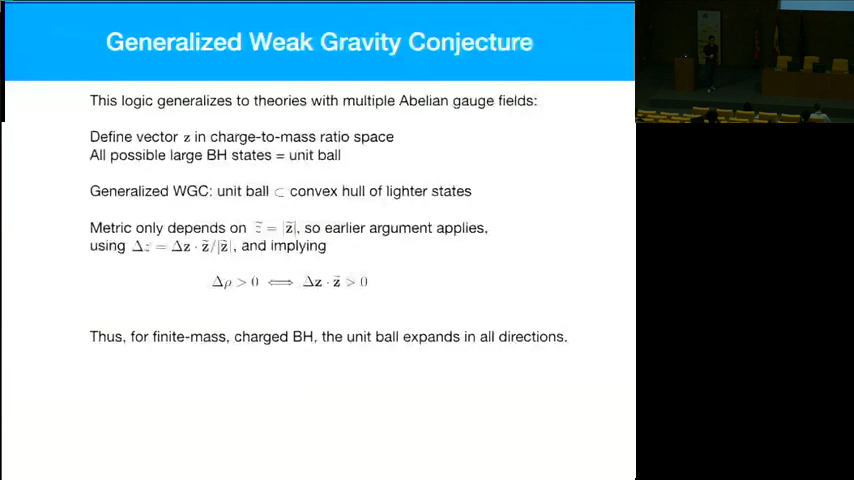 Generalized Weak Gravity Conjecture
This logic generalizes to theories with multiple Abelian gauge fields:
Define vector z in charge-to-mass ratio space
All possible large BH states = unit ball
Generalized WGC: unit ball ⊂ convex hull of lighter states
Metric only depends on z̃ = |z̃|, so earlier argument applies,
using Δz = Δz · z̃/|z̃|, and implying
Δρ > 0 ⟺ Δz · z̃ > 0
Thus, for finite-mass, charged BH, the unit ball expands in all directions.